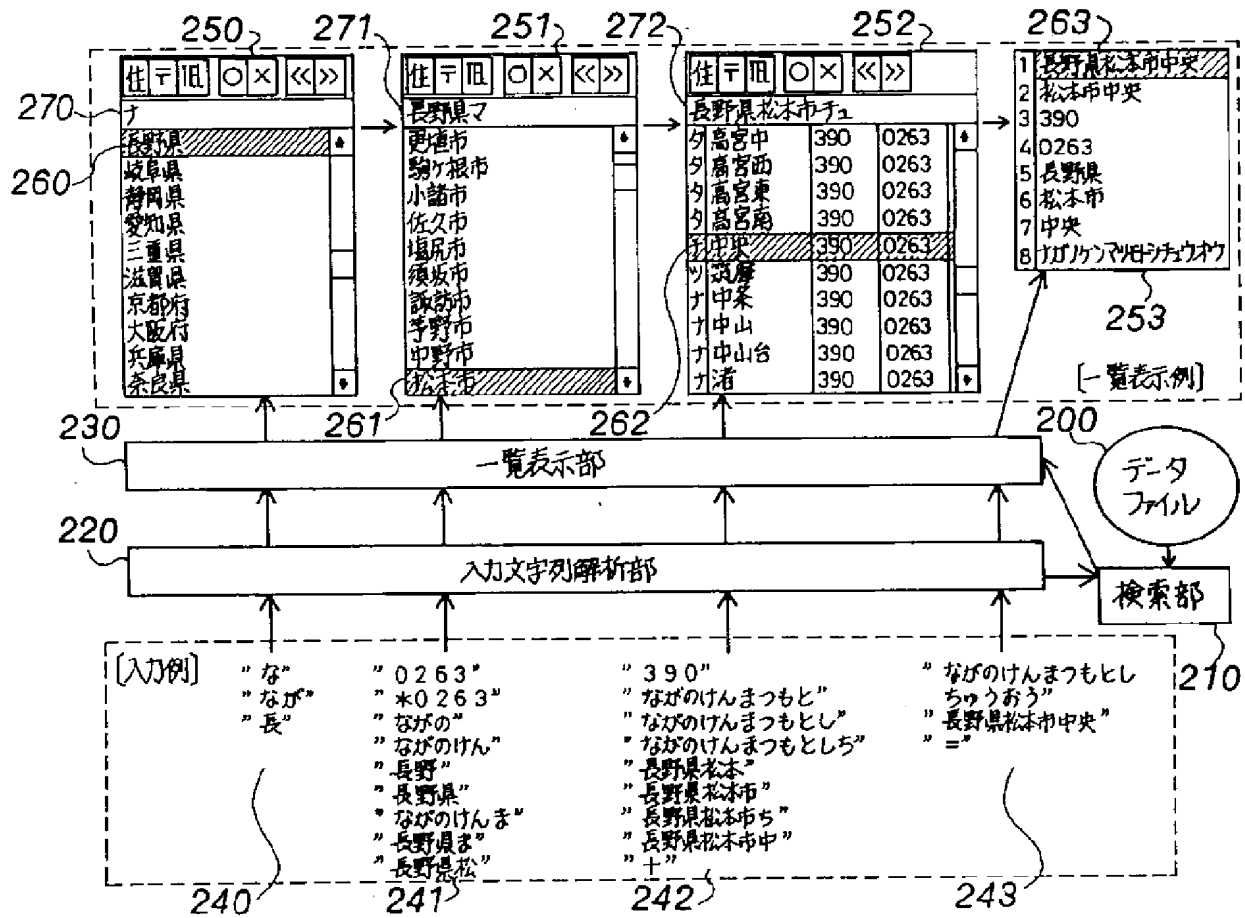 250
271
251
272
252
263
住 〒 TEL ○ × << >>
270
ナ
260
長野県
岐阜県
静岡県
愛知県
三重県
滋賀県
京都府
大阪府
兵庫県
奈良県
住 〒 TEL ○ × << >>
長野県マ
更埴市
駒ヶ根市
小諸市
佐久市
塩尻市
須坂市
諏訪市
茅野市
中野市
松本市
261
住 〒 TEL ○ × << >>
長野県松本市チュ
タ 高宮中 390 0263
タ 高宮西 390 0263
タ 高宮東 390 0263
タ 高宮南 390 0263
チ 中央 390 0263
ツ 筑摩 390 0263
ナ 中条 390 0263
ナ 中山 390 0263
ナ 中山台 390 0263
ナ 渚 390 0263
262
1 長野県松本市中央
2 松本市中央
3 390
4 0263
5 長野県
6 松本市
7 中央
8 ナガノケンマツモトシチュウオウ
253
[一覧表示例]
230
一覧表示部
200
データ
ファイル
220
入力文字列解析部
検索部
210
[入力例]
"な"
"なが"
"長"
240
"0263"
"*0263"
"ながの"
"ながのけん"
"長野"
"長野県"
"ながのけんま"
"長野県ま"
"長野県松"
241
"390"
"ながのけんまつもと"
"ながのけんまつもとし"
"ながのけんまつもとしち"
"長野県松本"
"長野県松本市"
"長野県松本市ち"
"長野県松本市中"
"+"
242
"ながのけんまつもとし
ちゅうおう"
"長野県松本市中央"
"="
243